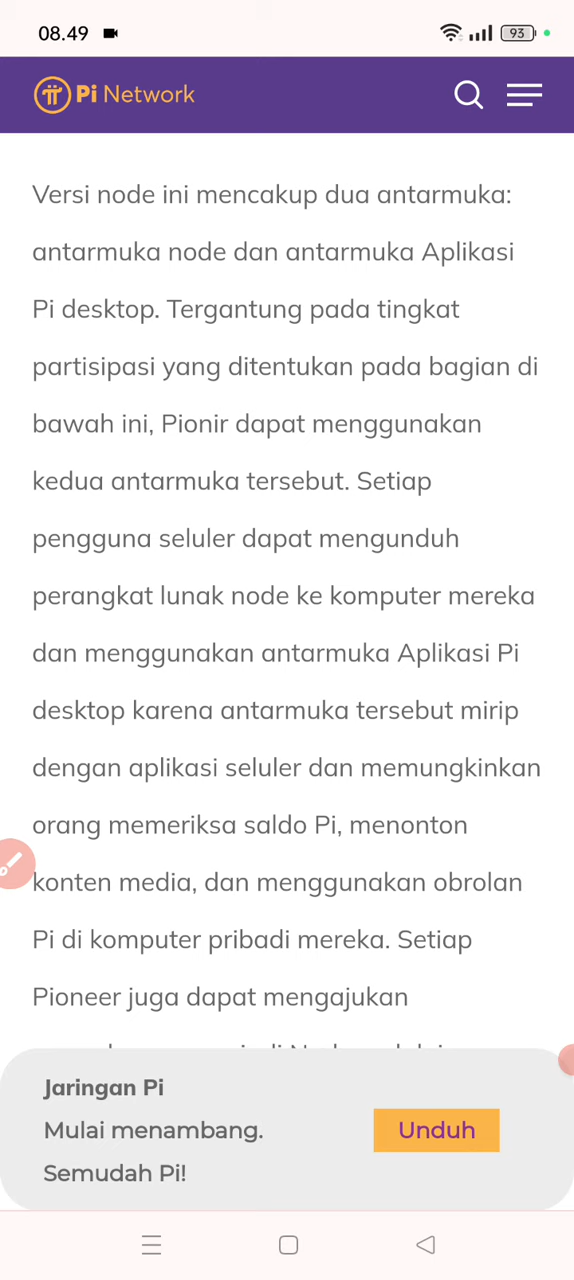 08.49
93
Pi Network
Versi node ini mencakup dua antarmuka:
antarmuka node dan antarmuka Aplikasi
Pi desktop. Tergantung pada tingkat
partisipasi yang ditentukan pada bagian di
bawah ini, Pionir dapat menggunakan
kedua antarmuka tersebut. Setiap
pengguna seluler dapat mengunduh
perangkat lunak node ke komputer mereka
dan menggunakan antarmuka Aplikasi Pi
desktop karena antarmuka tersebut mirip
dengan aplikasi seluler dan memungkinkan
orang memeriksa saldo Pi, menonton
konten media, dan menggunakan obrolan
Pi di komputer pribadi mereka. Setiap
Pioneer juga dapat mengajukan
Jaringan Pi
Mulai menambang.
Semudah Pi!
Unduh